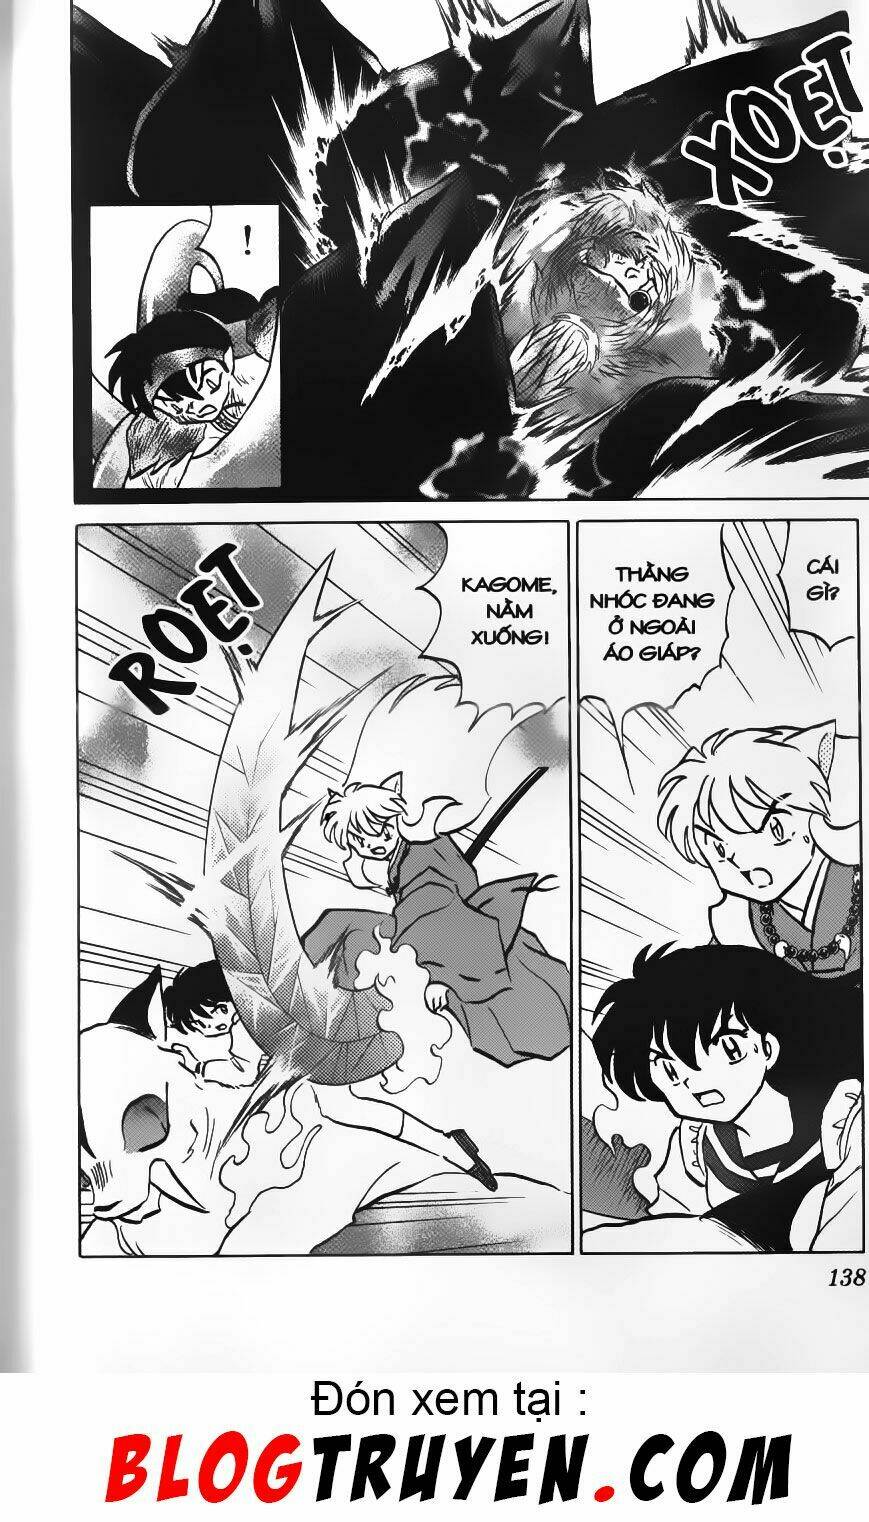 XOẸT
!
CÁI
GÌ?
THẰNG
NHÓC ĐANG
Ở NGOÀI
ÁO GIÁP?
KAGOME,
NẰM
XUỐNG!
ROẸT
138
Đón xem tại :
BLOGTRUYEN.COM